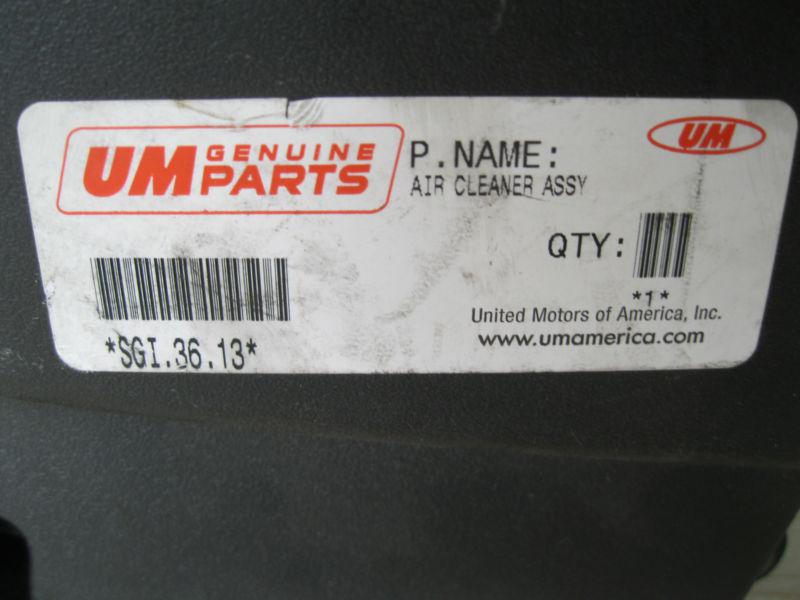 UM GENUINE PARTS
P.NAME:
AIR CLEANER ASSY
UM
QTY:
*1*
*SGI.36.13*
United Motors of America, Inc.
www.umamerica.com